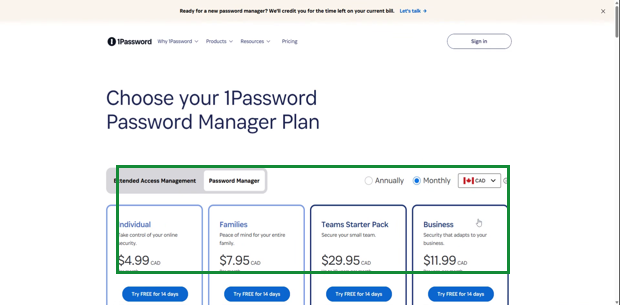 Ready for a new password manager? We'll credit you for the time left on your current bill. Let's talk →
1Password Why 1Password Products Resources Pricing Sign in
Choose your 1Password
Password Manager Plan
Extended Access Management Password Manager Annually Monthly CAD
Individual Families Teams Starter Pack Business
Take control of your online Peace of mind for your entire Secure your small team. Security that adapts to your
security. family. business.
$4.99 CAD $7.95 CAD $29.95 CAD $11.99 CAD
Try FREE for 14 days Try FREE for 14 days Try FREE for 14 days Try FREE for 14 days